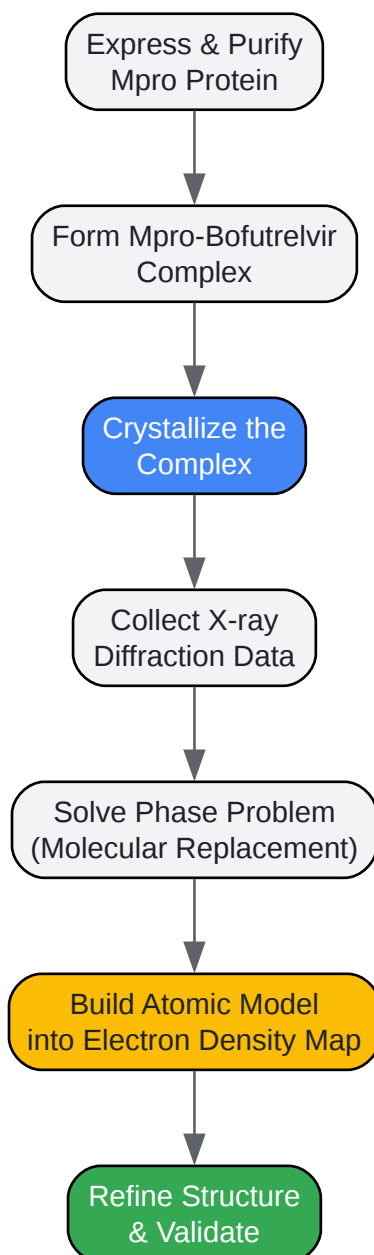 Express & Purify
Mpro Protein
Form Mpro-Bofutrelvir
Complex
Crystallize the
Complex
Collect X-ray
Diffraction Data
Solve Phase Problem
(Molecular Replacement)
Build Atomic Model
into Electron Density Map
Refine Structure
& Validate